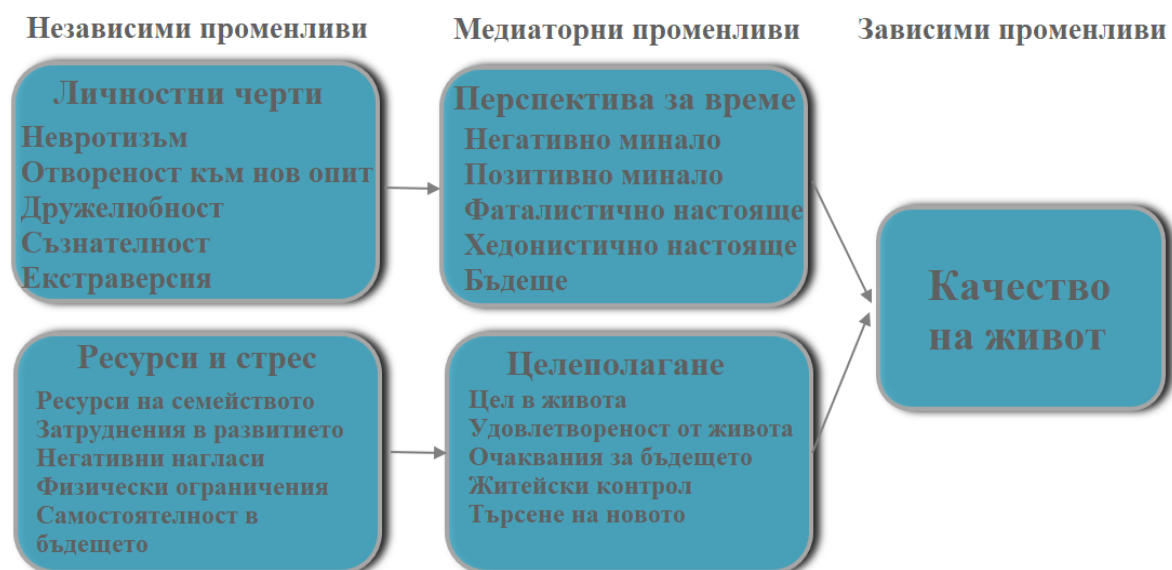 Независими променливи
Медиаторни променливи
Зависими променливи
Личностни черти
Невротизъм
Отвореност към нов опит
Дружелюбност
Съзнателност
Екстраверсия
Перспектива за време
Негативно минало
Позитивно минало
Фаталистично настояще
Хедонистично настояще
Бъдеще
Ресурси и стрес
Ресурси на семейството
Затруднения в развитието
Негативни нагласи
Физически ограничения
Самостоятелност в
бъдещето
Целеполагане
Цел в живота
Удовлетвореност от живота
Очаквания за бъдещето
Житейски контрол
Търсене на новото
Качество
на живот